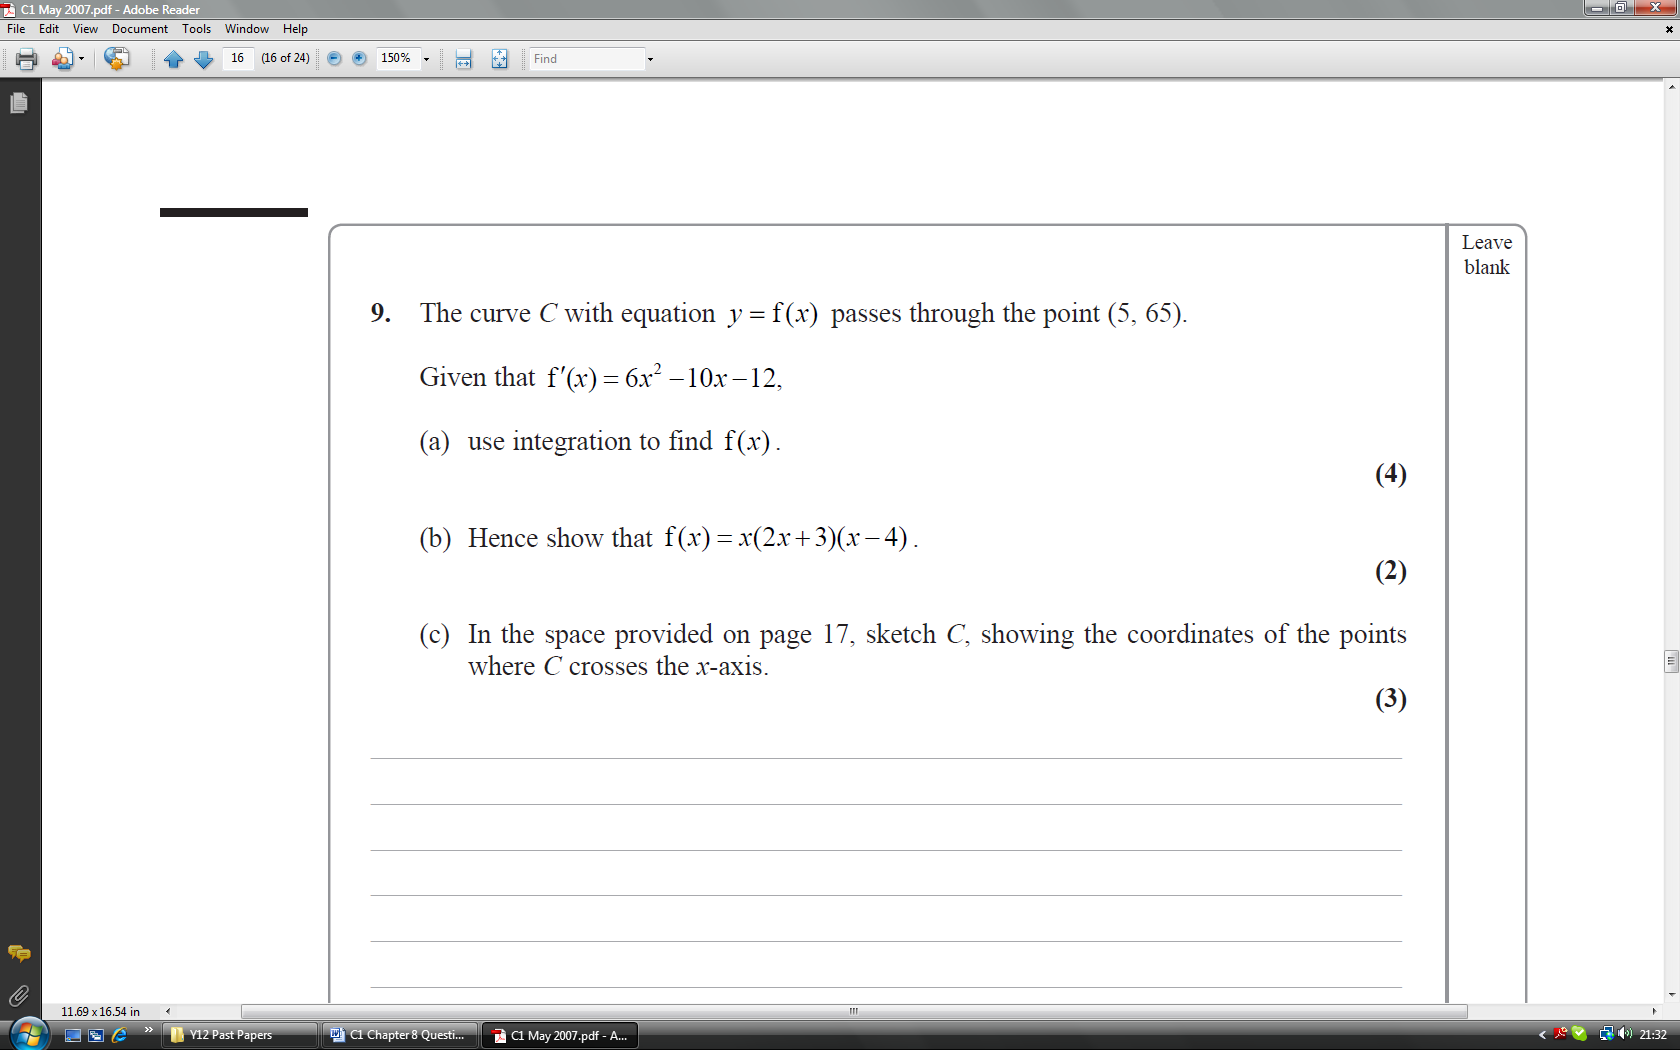 C1 May 2007.pdf - Adobe Reader
File Edit View Document Tools Window Help
16 (16 of 24) 150% Find
Leave
blank
9. The curve C with equation y = f(x) passes through the point (5, 65).
Given that f′(x) = 6x² – 10x – 12,
(a) use integration to find f(x).
(4)
(b) Hence show that f(x) = x(2x + 3)(x – 4).
(2)
(c) In the space provided on page 17, sketch C, showing the coordinates of the points
where C crosses the x-axis.
(3)
11.69 x 16.54 in
» Y12 Past Papers C1 Chapter 8 Questi... C1 May 2007.pdf - A... < 21:32